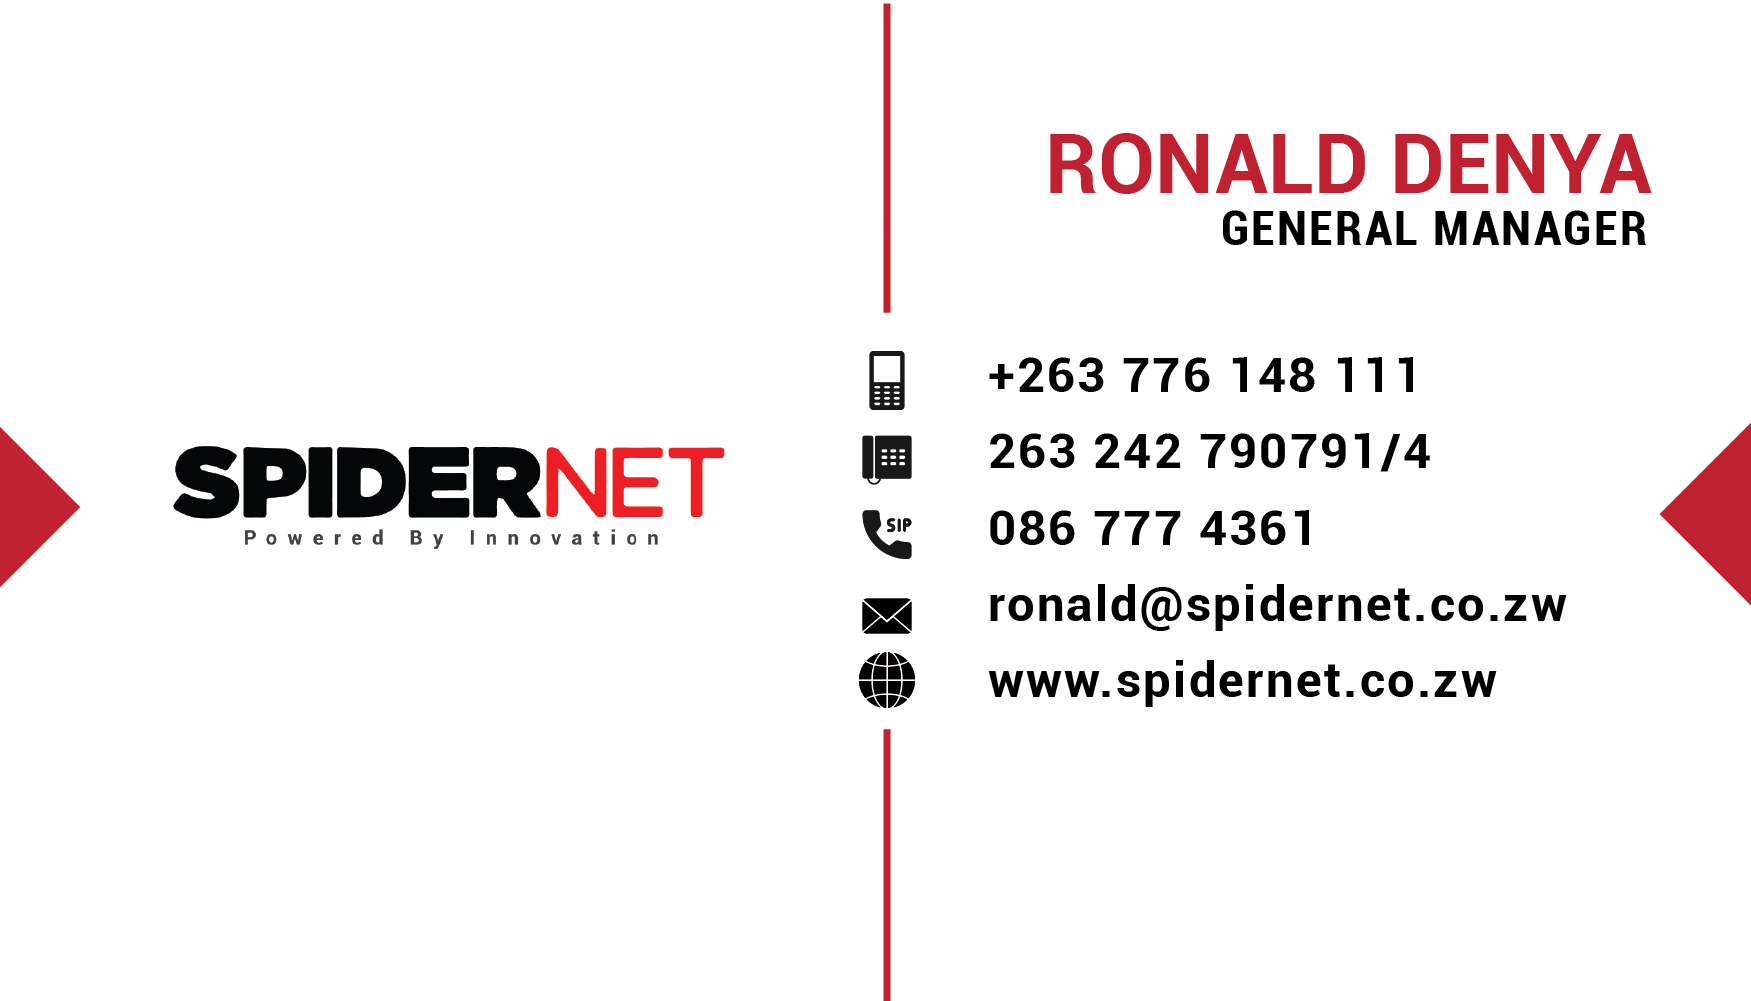 SPIDERNET
Powered By Innovation
RONALD DENYA
GENERAL MANAGER
+263 776 148 111
263 242 790791/4
SIP
086 777 4361
ronald@spidernet.co.zw
www.spidernet.co.zw